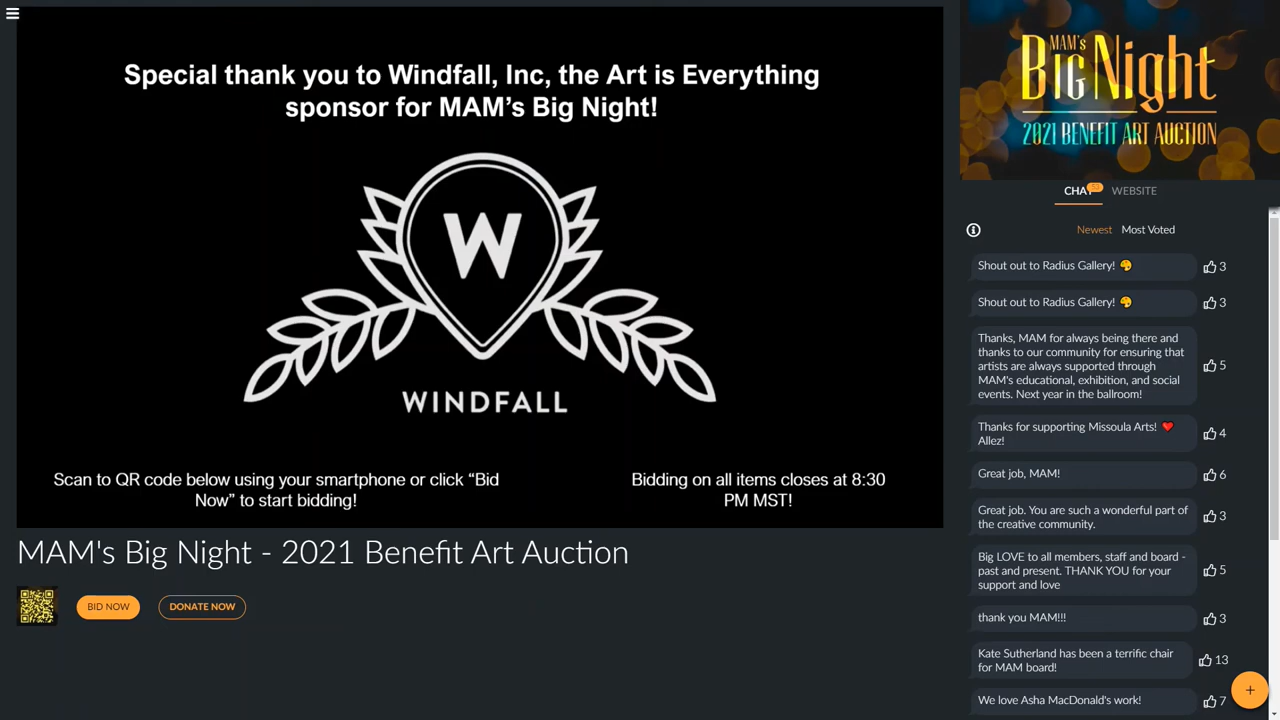 Special thank you to Windfall, Inc, the Art is Everything
sponsor for MAM's Big Night!
W
WINDFALL
Scan to QR code below using your smartphone or click “Bid
Now” to start bidding!
Bidding on all items closes at 8:30
PM MST!
MAM's Big Night - 2021 Benefit Art Auction
BID NOW
DONATE NOW
MAM's
Big Night
2021 BENEFIT ART AUCTION
CHAT
WEBSITE
Newest
Most Voted
Shout out to Radius Gallery! 🎨
3
Shout out to Radius Gallery! 🎨
3
Thanks, MAM for always being there and
thanks to our community for ensuring that
artists are always supported through
MAM's educational, exhibition, and social
events. Next year in the ballroom!
5
Thanks for supporting Missoula Arts! ❤️
Allez!
4
Great job, MAM!
6
Great job. You are such a wonderful part of
the creative community.
3
Big LOVE to all members, staff and board -
past and present. THANK YOU for your
support and love
5
thank you MAM!!!
3
Kate Sutherland has been a terrific chair
for MAM board!
13
We love Asha MacDonald's work!
7